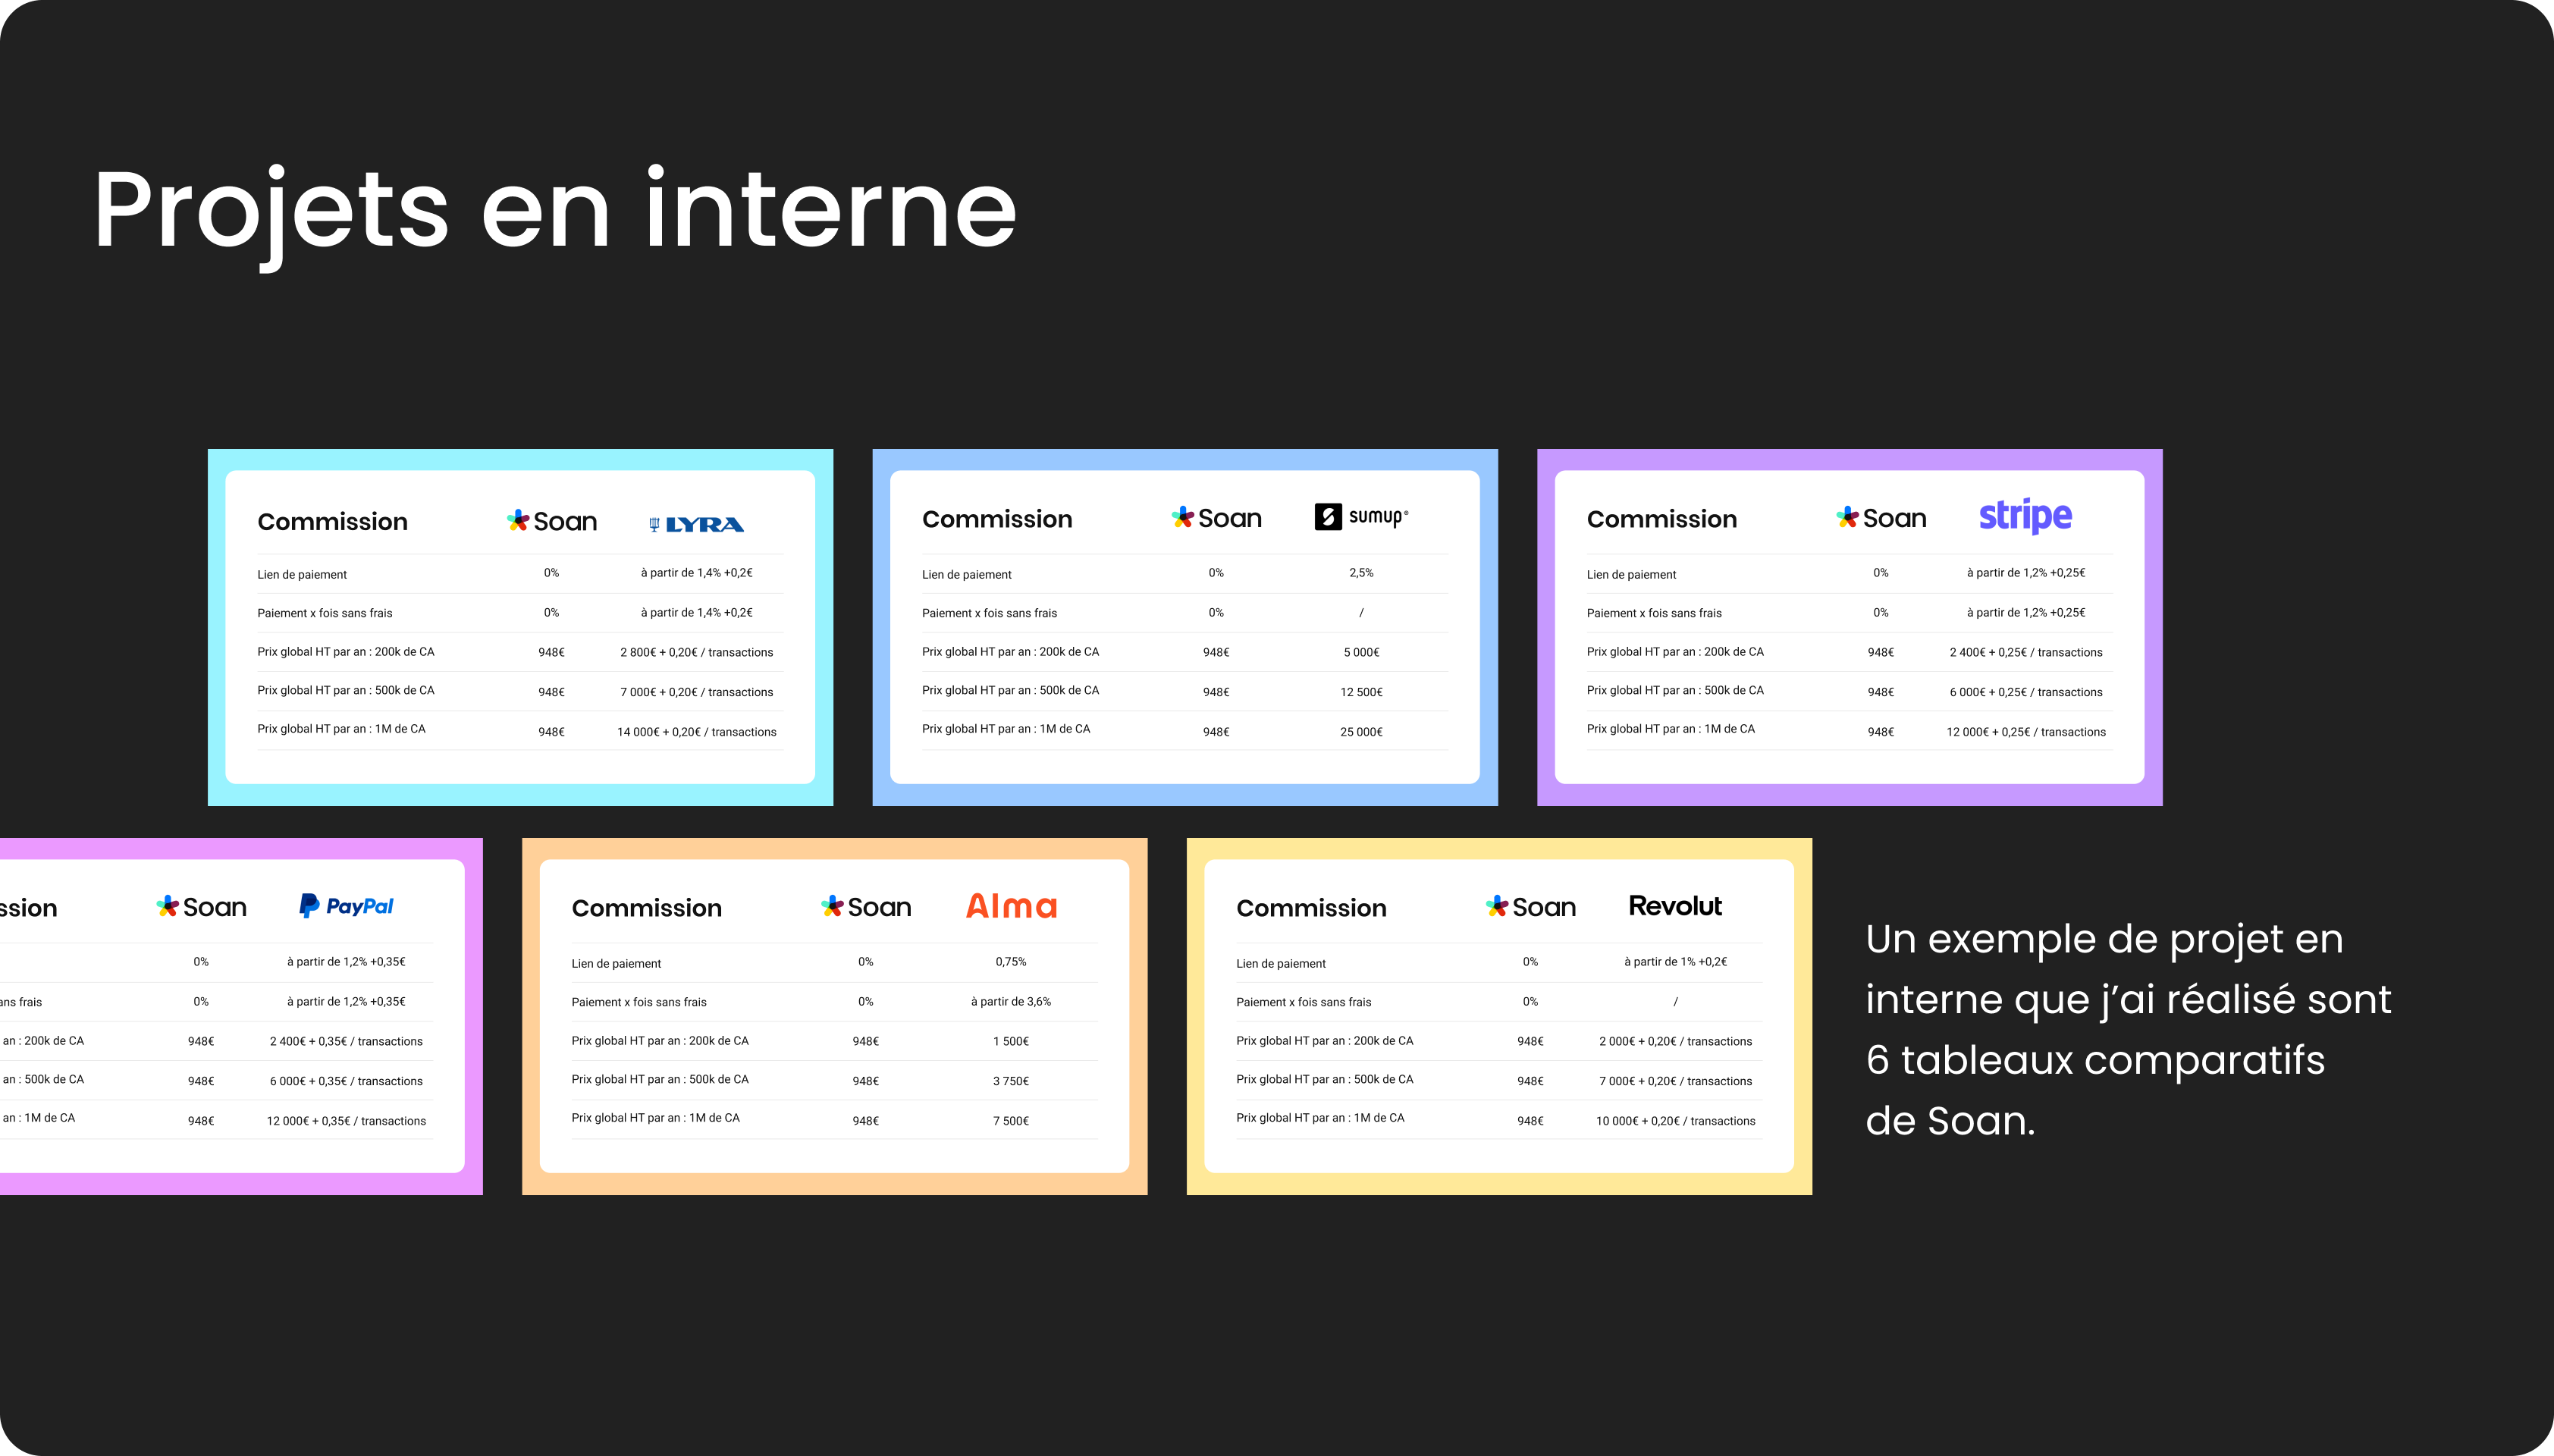 Projets en interne
Commission Soan LYRA
Lien de paiement 0% à partir de 1,4% +0,2€
Paiement x fois sans frais 0% à partir de 1,4% +0,2€
Prix global HT par an : 200k de CA 948€ 2 800€ + 0,20€ / transactions
Prix global HT par an : 500k de CA 948€ 7 000€ + 0,20€ / transactions
Prix global HT par an : 1M de CA 948€ 14 000€ + 0,20€ / transactions
Commission Soan sumup®
Lien de paiement 0% 2,5%
Paiement x fois sans frais 0% /
Prix global HT par an : 200k de CA 948€ 5 000€
Prix global HT par an : 500k de CA 948€ 12 500€
Prix global HT par an : 1M de CA 948€ 25 000€
Commission Soan stripe
Lien de paiement 0% à partir de 1,2% +0,25€
Paiement x fois sans frais 0% à partir de 1,2% +0,25€
Prix global HT par an : 200k de CA 948€ 2 400€ + 0,25€ / transactions
Prix global HT par an : 500k de CA 948€ 6 000€ + 0,25€ / transactions
Prix global HT par an : 1M de CA 948€ 12 000€ + 0,25€ / transactions
ssion Soan PayPal
0% à partir de 1,2% +0,35€
ans frais 0% à partir de 1,2% +0,35€
an : 200k de CA 948€ 2 400€ + 0,35€ / transactions
an : 500k de CA 948€ 6 000€ + 0,35€ / transactions
an : 1M de CA 948€ 12 000€ + 0,35€ / transactions
Commission Soan Alma
Lien de paiement 0% 0,75%
Paiement x fois sans frais 0% à partir de 3,6%
Prix global HT par an : 200k de CA 948€ 1 500€
Prix global HT par an : 500k de CA 948€ 3 750€
Prix global HT par an : 1M de CA 948€ 7 500€
Commission Soan Revolut
Lien de paiement 0% à partir de 1% +0,2€
Paiement x fois sans frais 0% /
Prix global HT par an : 200k de CA 948€ 2 000€ + 0,20€ / transactions
Prix global HT par an : 500k de CA 948€ 7 000€ + 0,20€ / transactions
Prix global HT par an : 1M de CA 948€ 10 000€ + 0,20€ / transactions
Un exemple de projet en
interne que j’ai réalisé sont
6 tableaux comparatifs
de Soan.